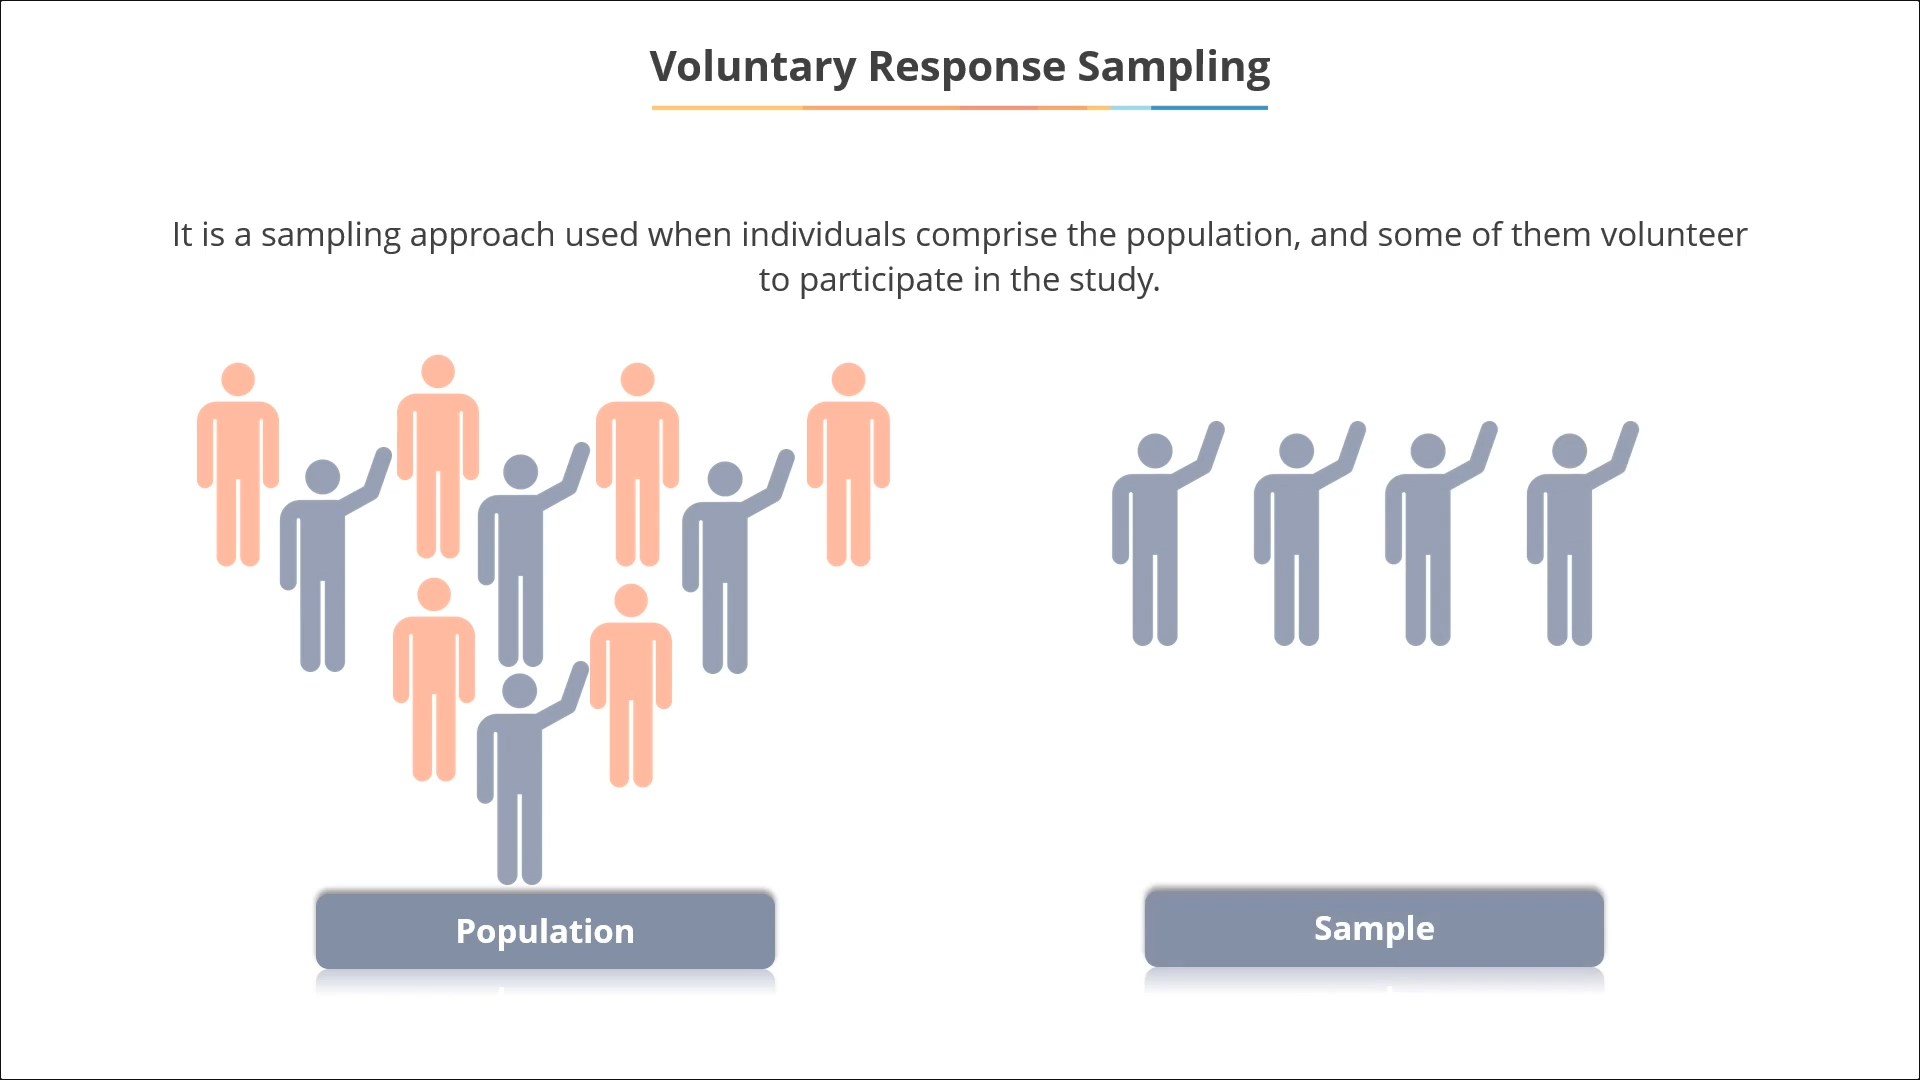 Voluntary Response Sampling
It is a sampling approach used when individuals comprise the population, and some of them volunteer
to participate in the study.
Population
Sample